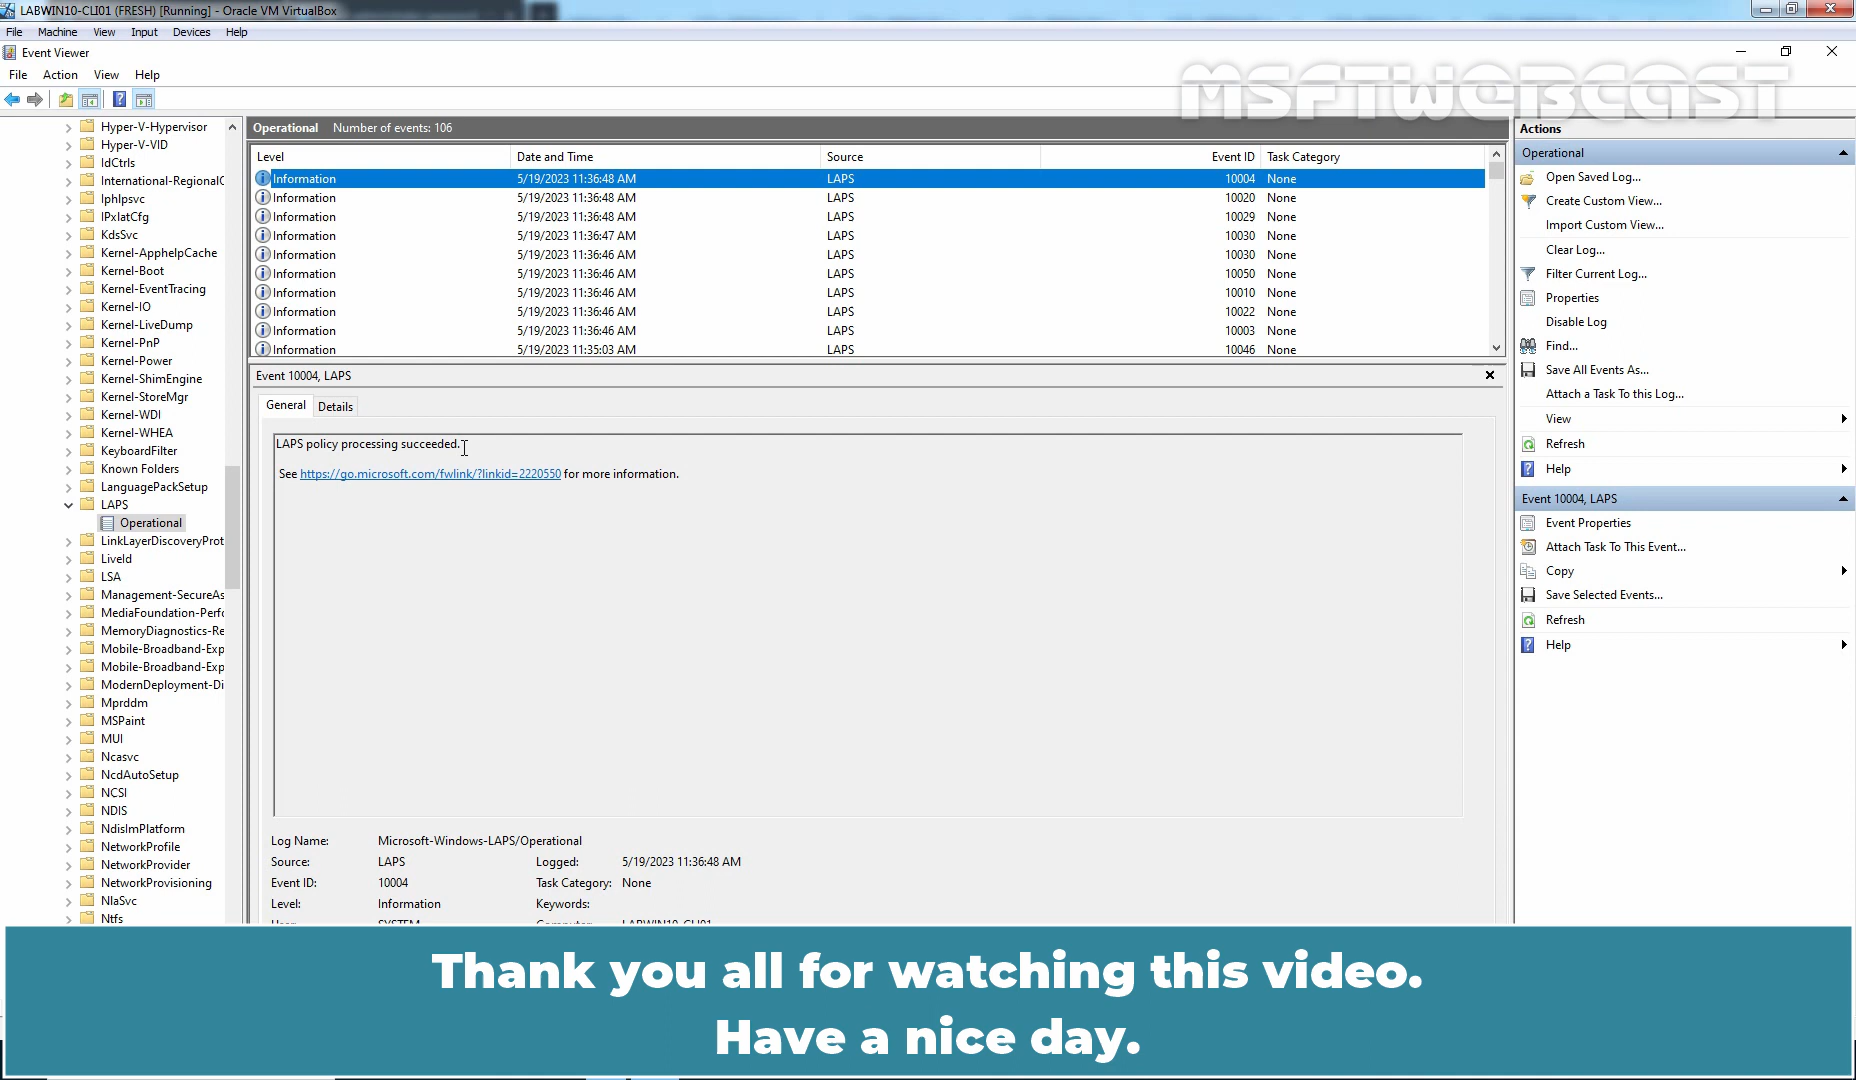 LABWIN10-CLI01 (FRESH) [Running] - Oracle VM VirtualBox
File Machine View Input Devices Help
Event Viewer
File Action View Help
MSFTWEBCAST
Hyper-V-Hypervisor
Hyper-V-VID
IdCtrls
International-RegionalC
Iphlpsvc
IPxlatCfg
KdsSvc
Kernel-ApphelpCache
Kernel-Boot
Kernel-EventTracing
Kernel-IO
Kernel-LiveDump
Kernel-PnP
Kernel-Power
Kernel-ShimEngine
Kernel-StoreMgr
Kernel-WDI
Kernel-WHEA
KeyboardFilter
Known Folders
LanguagePackSetup
LAPS
Operational
LinkLayerDiscoveryProt
LiveId
LSA
Management-SecureAs
MediaFoundation-Perfo
MemoryDiagnostics-Re
Mobile-Broadband-Exp
Mobile-Broadband-Exp
ModernDeployment-Di
Mprddm
MSPaint
MUI
Ncasvc
NcdAutoSetup
NCSI
NDIS
NdisImPlatform
NetworkProfile
NetworkProvider
NetworkProvisioning
NlaSvc
Ntfs
Operational Number of events: 106
Level Date and Time Source Event ID Task Category
Information 5/19/2023 11:36:48 AM LAPS 10004 None
Information 5/19/2023 11:36:48 AM LAPS 10020 None
Information 5/19/2023 11:36:48 AM LAPS 10029 None
Information 5/19/2023 11:36:47 AM LAPS 10030 None
Information 5/19/2023 11:36:46 AM LAPS 10030 None
Information 5/19/2023 11:36:46 AM LAPS 10050 None
Information 5/19/2023 11:36:46 AM LAPS 10010 None
Information 5/19/2023 11:36:46 AM LAPS 10022 None
Information 5/19/2023 11:36:46 AM LAPS 10003 None
Information 5/19/2023 11:35:03 AM LAPS 10046 None
Event 10004, LAPS
General Details
LAPS policy processing succeeded.
See https://go.microsoft.com/fwlink/?linkid=2220550 for more information.
Log Name: Microsoft-Windows-LAPS/Operational
Source: LAPS Logged: 5/19/2023 11:36:48 AM
Event ID: 10004 Task Category: None
Level: Information Keywords:
Actions
Operational
Open Saved Log...
Create Custom View...
Import Custom View...
Clear Log...
Filter Current Log...
Properties
Disable Log
Find...
Save All Events As...
Attach a Task To this Log...
View
Refresh
Help
Event 10004, LAPS
Event Properties
Attach Task To This Event...
Copy
Save Selected Events...
Refresh
Help
Thank you all for watching this video.
Have a nice day.